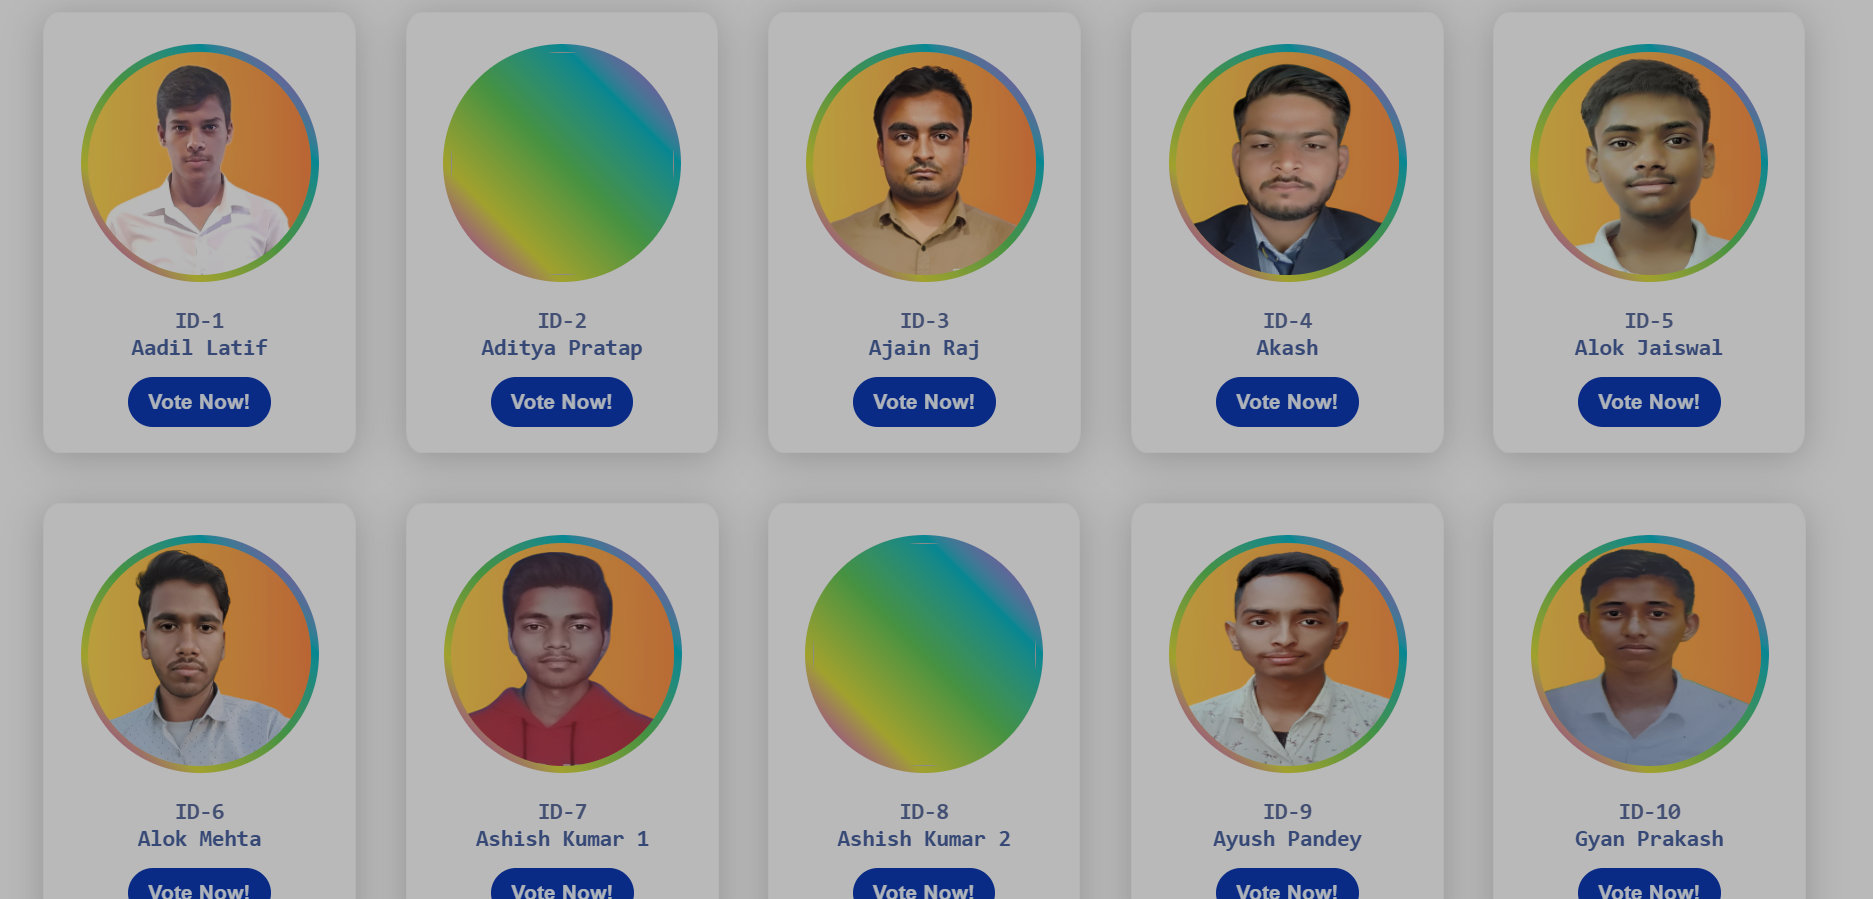 ID-1
Aadil Latif
Vote Now!
ID-2
Aditya Pratap
Vote Now!
ID-3
Ajain Raj
Vote Now!
ID-4
Akash
Vote Now!
ID-5
Alok Jaiswal
Vote Now!
ID-6
Alok Mehta
Vote Now!
ID-7
Ashish Kumar 1
Vote Now!
ID-8
Ashish Kumar 2
Vote Now!
ID-9
Ayush Pandey
Vote Now!
ID-10
Gyan Prakash
Vote Now!